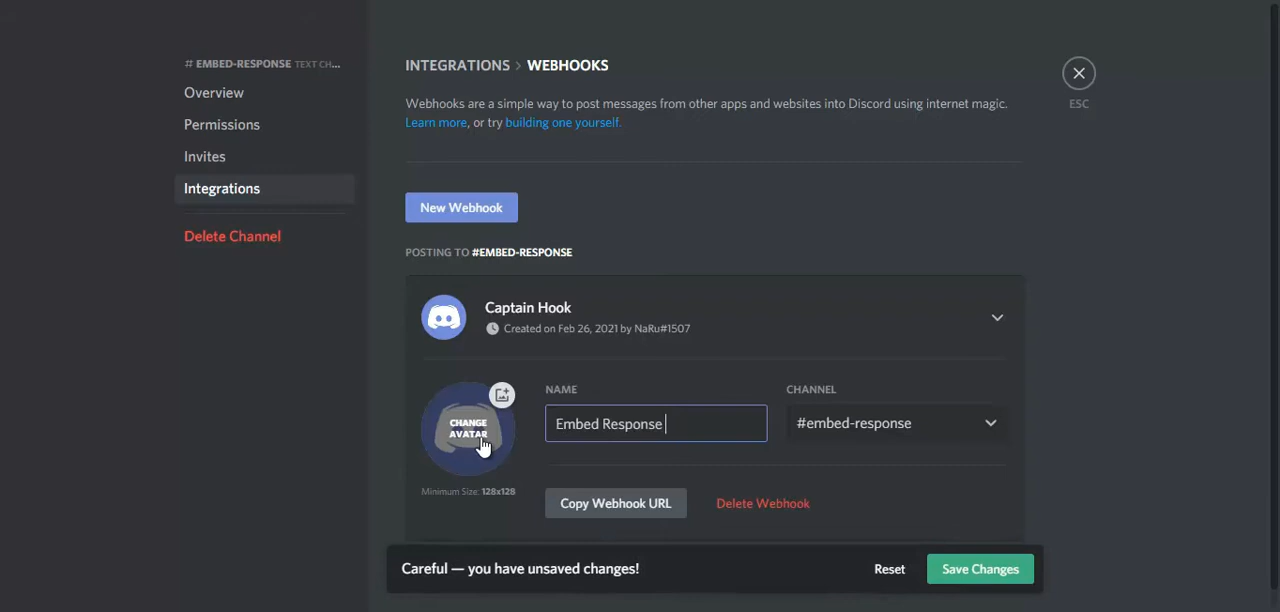 # EMBED-RESPONSE TEXT CH...
Overview
Permissions
Invites
Integrations
Delete Channel
INTEGRATIONS > WEBHOOKS
ESC
Webhooks are a simple way to post messages from other apps and websites into Discord using internet magic.
Learn more, or try building one yourself.
New Webhook
POSTING TO #EMBED-RESPONSE
Captain Hook
Created on Feb 26, 2021 by NaRu#1507
CHANGE
AVATAR
Minimum Size: 128x128
NAME
Embed Response
CHANNEL
#embed-response
Copy Webhook URL
Delete Webhook
Careful — you have unsaved changes!
Reset
Save Changes